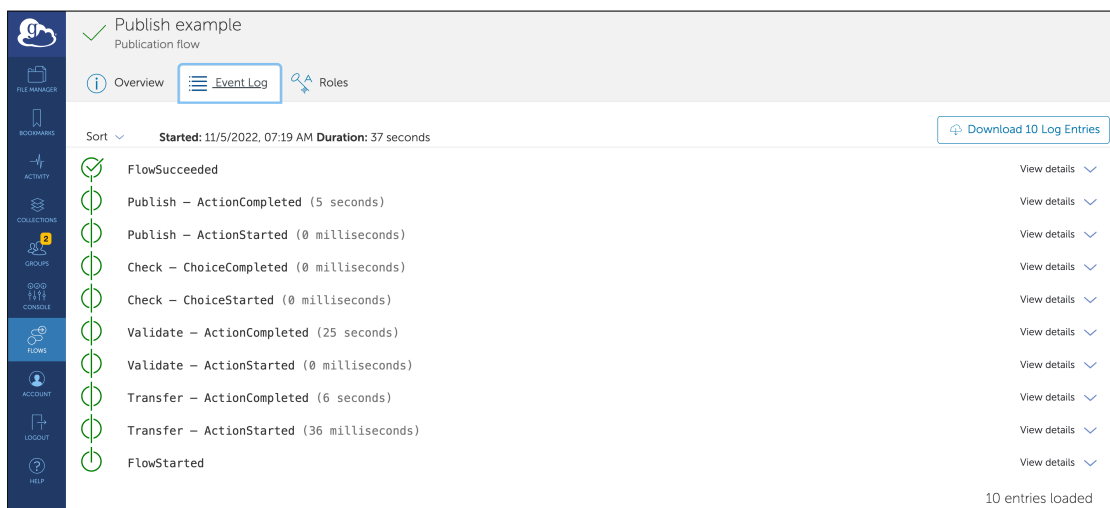 g
Publish example
Publication flow
Overview
Event Log
Roles
FILE MANAGER
BOOKMARKS
ACTIVITY
COLLECTIONS
2
GROUPS
CONSOLE
FLOWS
ACCOUNT
LOGOUT
HELP
Sort Started: 11/5/2022, 07:19 AM Duration: 37 seconds
Download 10 Log Entries
FlowSucceeded View details
Publish – ActionCompleted (5 seconds) View details
Publish – ActionStarted (0 milliseconds) View details
Check – ChoiceCompleted (0 milliseconds) View details
Check – ChoiceStarted (0 milliseconds) View details
Validate – ActionCompleted (25 seconds) View details
Validate – ActionStarted (0 milliseconds) View details
Transfer – ActionCompleted (6 seconds) View details
Transfer – ActionStarted (36 milliseconds) View details
FlowStarted View details
10 entries loaded